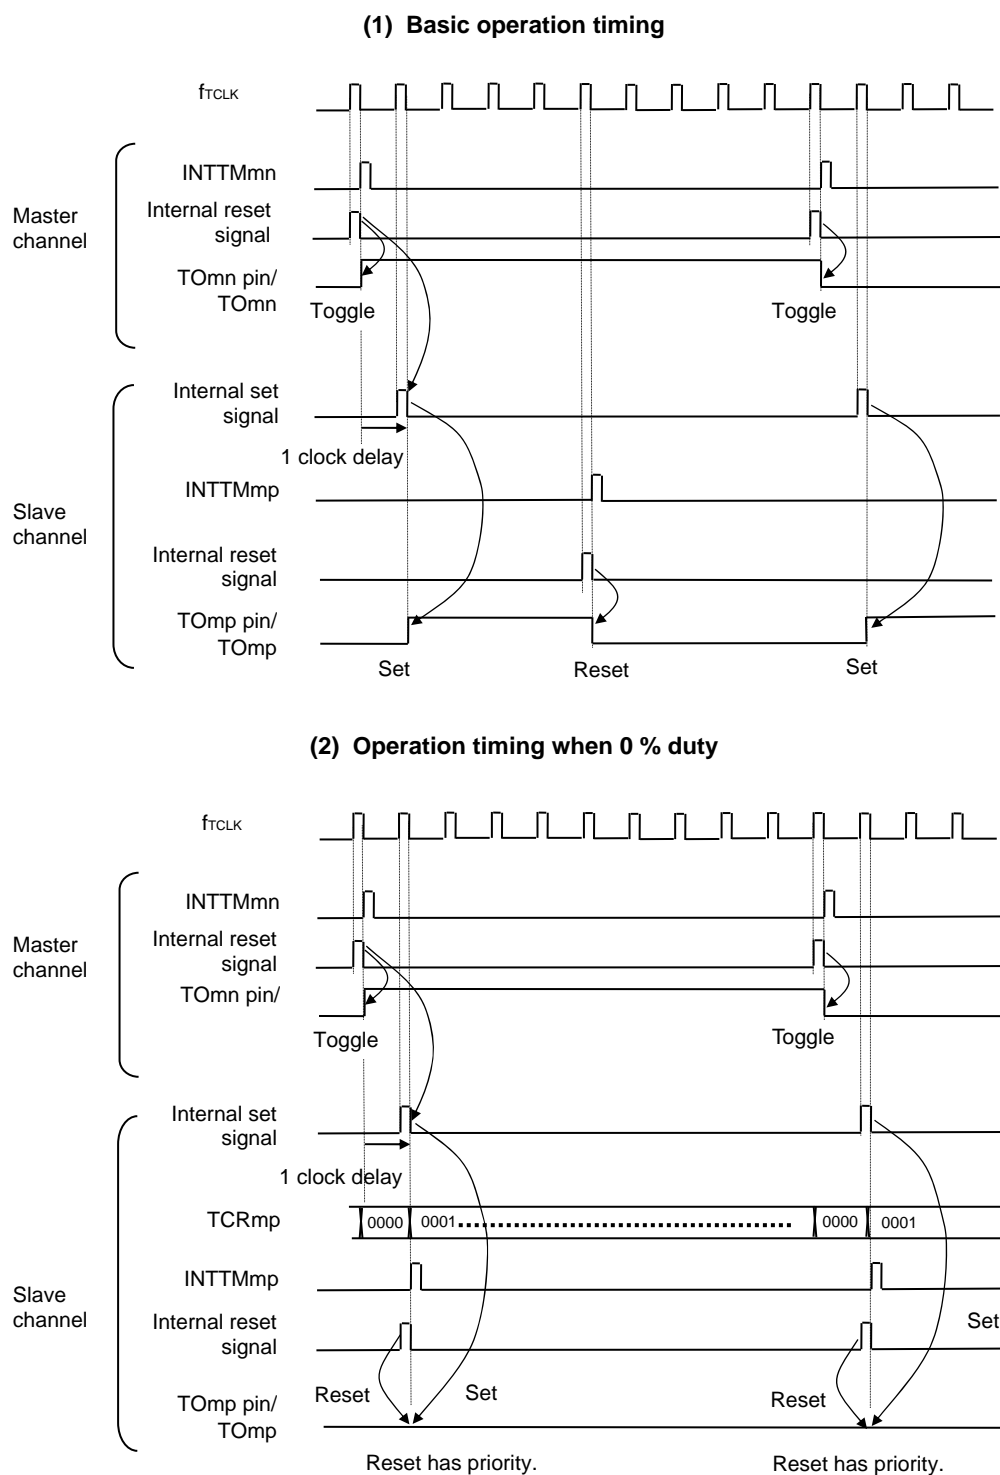 (1) Basic operation timing
fTCLK
INTTMmn
Internal reset
signal
Master
channel
TOmn pin/
TOmn
Toggle
Toggle
Internal set
signal
1 clock delay
INTTMmp
Slave
channel
Internal reset
signal
TOmp pin/
TOmp
Set
Reset
Set
(2) Operation timing when 0 % duty
fTCLK
INTTMmn
Internal reset
signal
Master
channel
TOmn pin/
Toggle
Toggle
Internal set
signal
1 clock delay
TCRmp
0000
0001
0000
0001
INTTMmp
Slave
channel
Internal reset
signal
Set
Reset
Set
Reset
TOmp pin/
TOmp
Reset has priority.
Reset has priority.